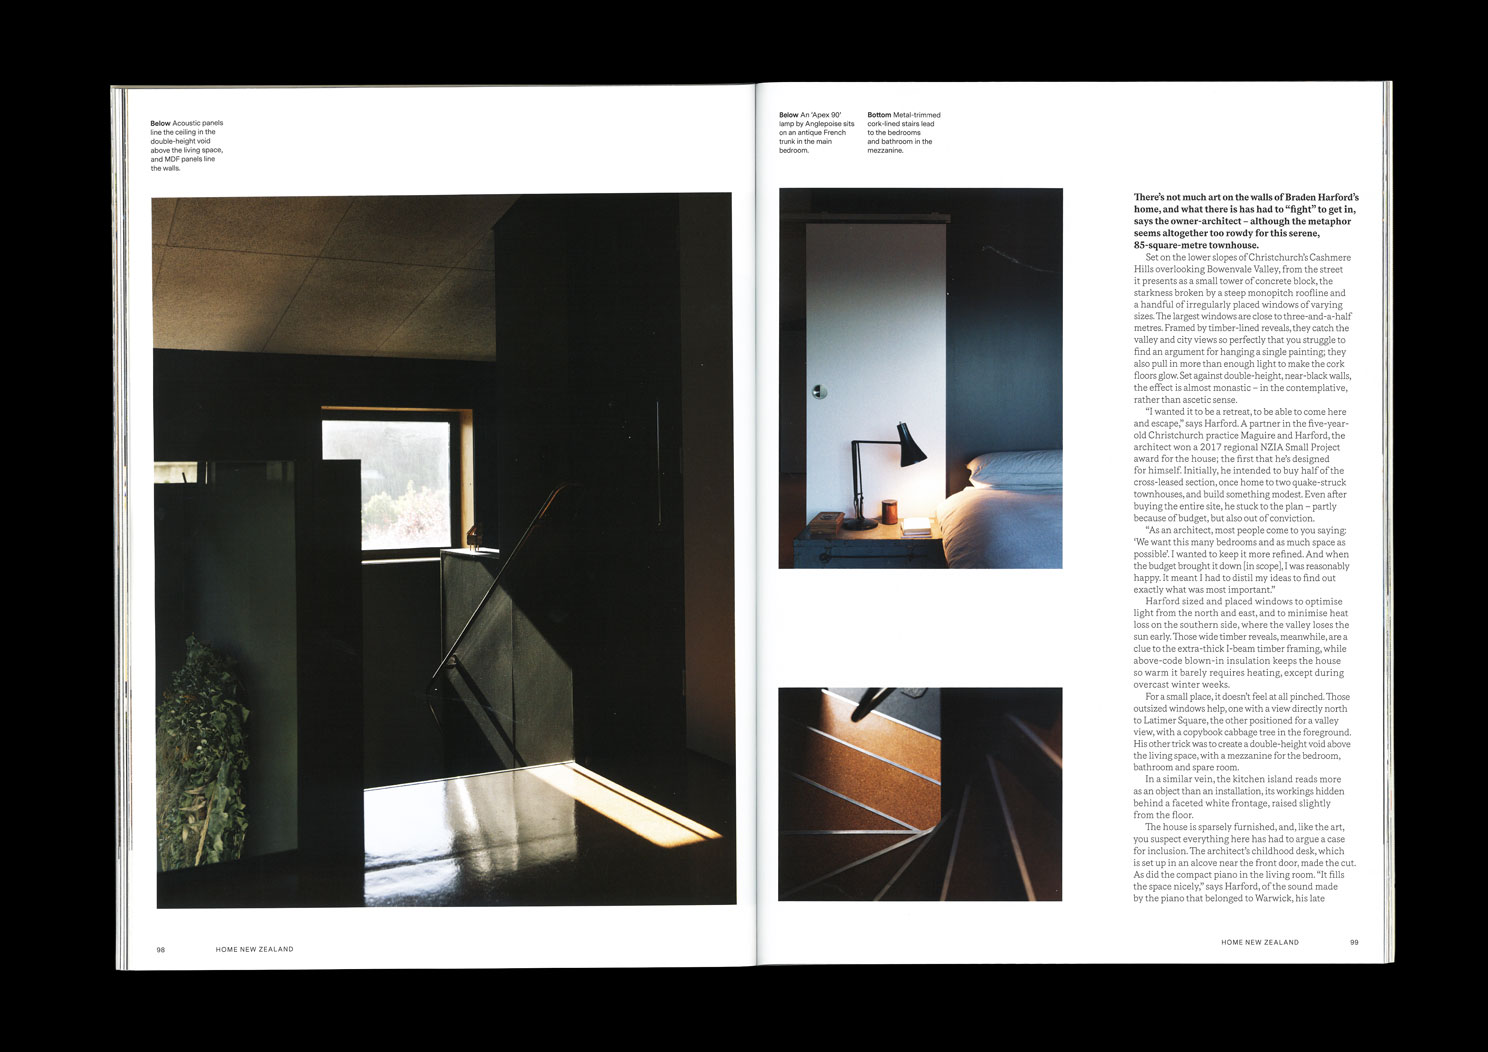 Below Acoustic panels
line the ceiling in the
double-height void
above the living space,
and MDF panels line
the walls.
98
HOME NEW ZEALAND
Below An ‘Apex 90’
lamp by Anglepoise sits
on an antique French
trunk in the main
bedroom.
Bottom Metal-trimmed
cork-lined stairs lead
to the bedrooms
and bathroom in the
mezzanine.
There’s not much art on the walls of Braden Harford’s
home, and what there is has had to “fight” to get in,
says the owner-architect – although the metaphor
seems altogether too rowdy for this serene,
85-square-metre townhouse.
Set on the lower slopes of Christchurch’s Cashmere
Hills overlooking Bowenvale Valley, from the street
it presents as a small tower of concrete block, the
starkness broken by a steep monopitch roofline and
a handful of irregularly placed windows of varying
sizes. The largest windows are close to three-and-a-half
metres. Framed by timber-lined reveals, they catch the
valley and city views so perfectly that you struggle to
find an argument for hanging a single painting; they
also pull in more than enough light to make the cork
floors glow. Set against double-height, near-black walls,
the effect is almost monastic – in the contemplative,
rather than ascetic sense.
“I wanted it to be a retreat, to be able to come here
and escape,” says Harford. A partner in the five-year-
old Christchurch practice Maguire and Harford, the
architect won a 2017 regional NZIA Small Project
award for the house; the first that he’s designed
for himself. Initially, he intended to buy half of the
cross-leased section, once home to two quake-struck
townhouses, and build something modest. Even after
buying the entire site, he stuck to the plan – partly
because of budget, but also out of conviction.
“As an architect, most people come to you saying:
‘We want this many bedrooms and as much space as
possible’. I wanted to keep it more refined. And when
the budget brought it down [in scope], I was reasonably
happy. It meant I had to distil my ideas to find out
exactly what was most important.”
Harford sized and placed windows to optimise
light from the north and east, and to minimise heat
loss on the southern side, where the valley loses the
sun early. Those wide timber reveals, meanwhile, are a
clue to the extra-thick I-beam timber framing, while
above-code blown-in insulation keeps the house
so warm it barely requires heating, except during
overcast winter weeks.
For a small place, it doesn’t feel at all pinched. Those
outsized windows help, one with a view directly north
to Latimer Square, the other positioned for a valley
view, with a copybook cabbage tree in the foreground.
His other trick was to create a double-height void above
the living space, with a mezzanine for the bedroom,
bathroom and spare room.
In a similar vein, the kitchen island reads more
as an object than an installation, its workings hidden
behind a faceted white frontage, raised slightly
from the floor.
The house is sparsely furnished, and, like the art,
you suspect everything here has had to argue a case
for inclusion. The architect’s childhood desk, which
is set up in an alcove near the front door, made the cut.
As did the compact piano in the living room. “It fills
the space nicely,” says Harford, of the sound made
by the piano that belonged to Warwick, his late
HOME NEW ZEALAND
99